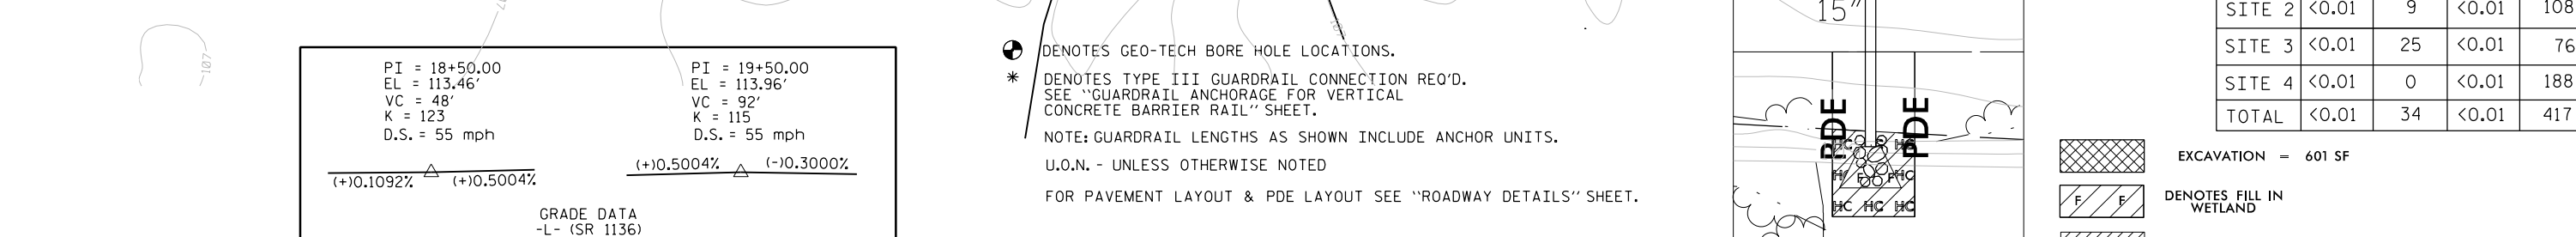 107
PI = 18+50.00
EL = 113.46'
VC = 48'
K = 123
D.S. = 55 mph
(+)0.1092% (+)0.5004%
PI = 19+50.00
EL = 113.96'
VC = 92'
K = 115
D.S. = 55 mph
(+)0.5004% (-)0.3000%
GRADE DATA
-L- (SR 1136)
DENOTES GEO-TECH BORE HOLE LOCATIONS.
* DENOTES TYPE III GUARDRAIL CONNECTION REQ'D.
SEE "GUARDRAIL ANCHORAGE FOR VERTICAL
CONCRETE BARRIER RAIL" SHEET.
NOTE: GUARDRAIL LENGTHS AS SHOWN INCLUDE ANCHOR UNITS.
U.O.N. - UNLESS OTHERWISE NOTED
FOR PAVEMENT LAYOUT & PDE LAYOUT SEE "ROADWAY DETAILS" SHEET.
15"
PDE PDE
HC HC
HC F F HC
HC HC HC
SITE 2 <0.01 9 <0.01 108
SITE 3 <0.01 25 <0.01 76
SITE 4 <0.01 0 <0.01 188
TOTAL <0.01 34 <0.01 417
EXCAVATION = 601 SF
F F DENOTES FILL IN
WETLAND